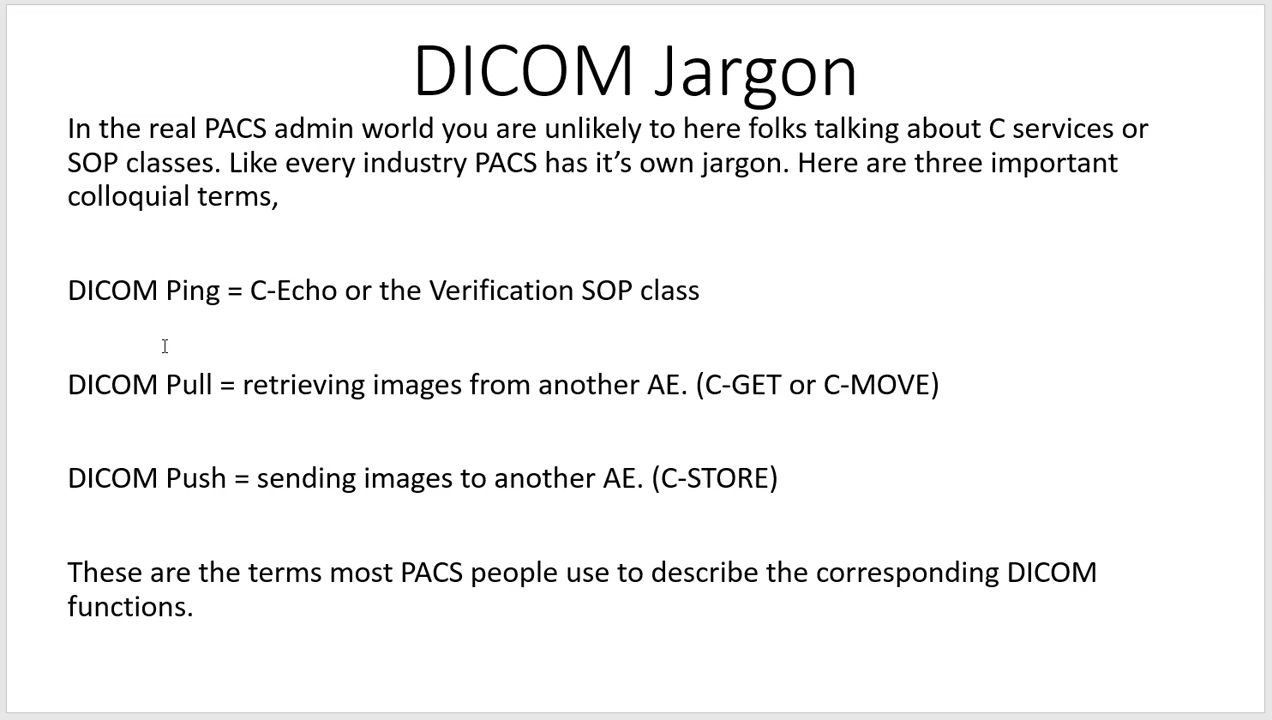 DICOM Jargon
In the real PACS admin world you are unlikely to here folks talking about C services or
SOP classes. Like every industry PACS has it’s own jargon. Here are three important
colloquial terms,
DICOM Ping = C-Echo or the Verification SOP class
DICOM Pull = retrieving images from another AE. (C-GET or C-MOVE)
DICOM Push = sending images to another AE. (C-STORE)
These are the terms most PACS people use to describe the corresponding DICOM
functions.